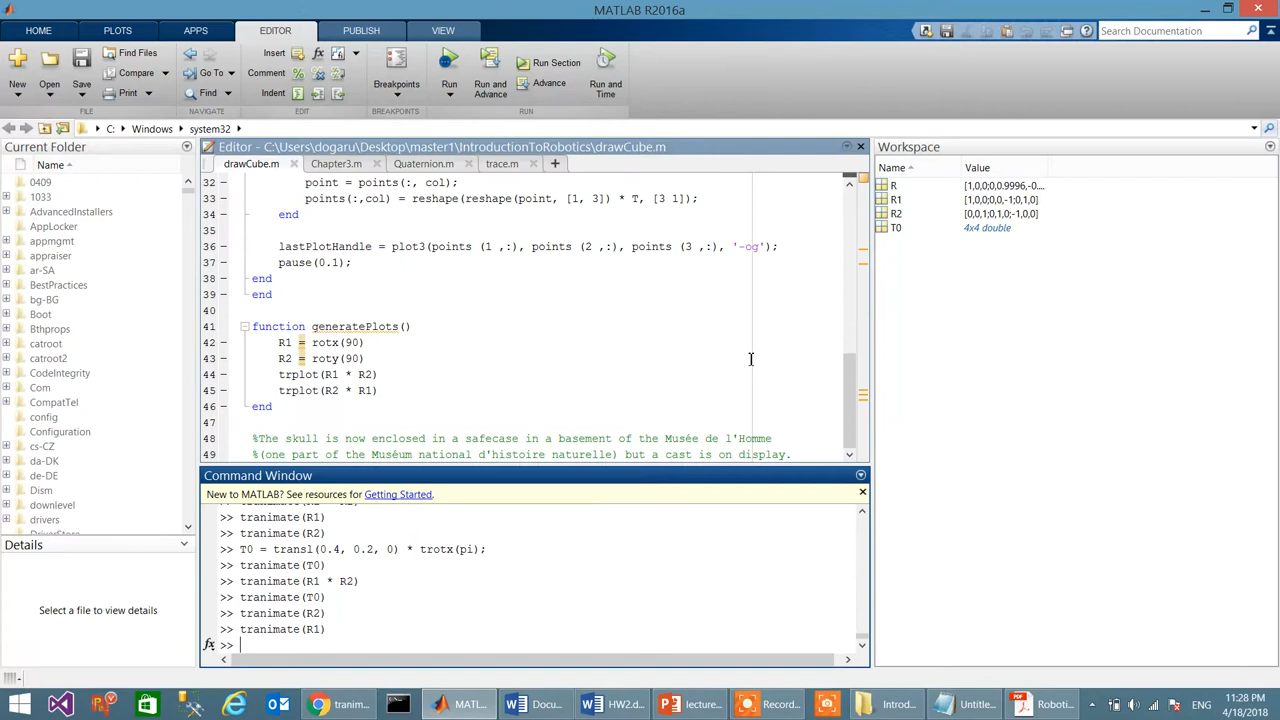 MATLAB R2016a
HOME PLOTS APPS EDITOR PUBLISH VIEW Search Documentation
New Open Save Find Files Compare Print Go To Find Insert fx Comment Indent Breakpoints Run Run and Advance Run Section Advance Run and Time
FILE NAVIGATE EDIT BREAKPOINTS RUN
C: Windows system32
Current Folder
Name
0409
1033
AdvancedInstallers
AppLocker
appmgmt
appraiser
ar-SA
BestPractices
bg-BG
Boot
Bthprops
catroot
catroot2
CodeIntegrity
Com
CompatTel
config
Configuration
cs-CZ
da-DK
de-DE
Dism
downlevel
drivers
DriverStore
Details
Select a file to view details
Editor - C:\Users\dogaru\Desktop\master1\IntroductionToRobotics\drawCube.m
drawCube.m Chapter3.m Quaternion.m trace.m
32 point = points(:, col);
33 points(:,col) = reshape(reshape(point, [1, 3]) * T, [3 1]);
34 end
35
36 lastPlotHandle = plot3(points (1 ,:), points (2 ,:), points (3 ,:), '-og');
37 pause(0.1);
38 end
39 end
40
41 function generatePlots()
42 R1 = rotx(90)
43 R2 = roty(90)
44 trplot(R1 * R2)
45 trplot(R2 * R1)
46 end
47
48 %The skull is now enclosed in a safecase in a basement of the Musée de l'Homme
49 %(one part of the Muséum national d'histoire naturelle) but a cast is on display.
Command Window
New to MATLAB? See resources for Getting Started.
>> tranimate(R1)
>> tranimate(R2)
>> T0 = transl(0.4, 0.2, 0) * trotx(pi);
>> tranimate(T0)
>> tranimate(R1 * R2)
>> tranimate(T0)
>> tranimate(R2)
>> tranimate(R1)
fx >>
Workspace
Name Value
R [1,0,0;0,0.9996,-0....
R1 [1,0,0;0,0,-1;0,1,0]
R2 [0,0,1;0,1,0;-1,0,0]
T0 4x4 double
tranim... MATL... Docu... HW2.d... lecture... Record... Introd... Untitle... Roboti... ENG 11:28 PM
4/18/2018